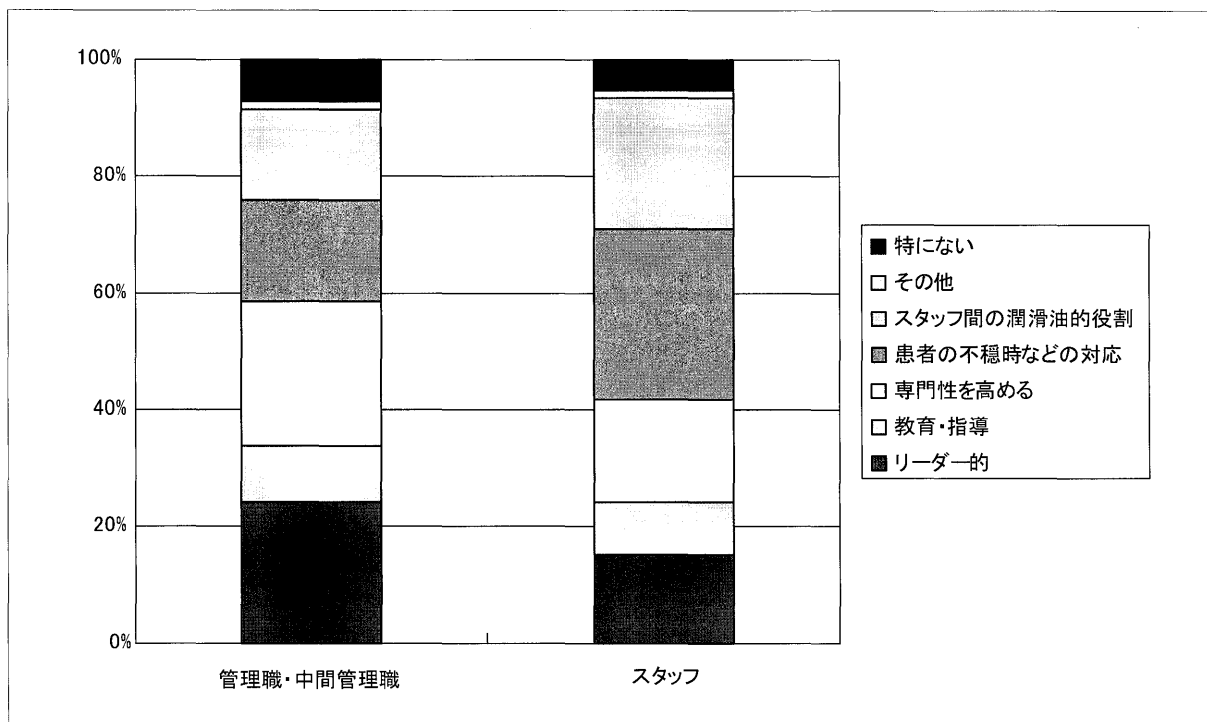 100%
80%
60%
40%
20%
0%
管理職・中間管理職
スタッフ
特にない
その他
スタッフ間の潤滑油的役割
患者の不穏時などの対応
専門性を高める
教育・指導
リーダー的